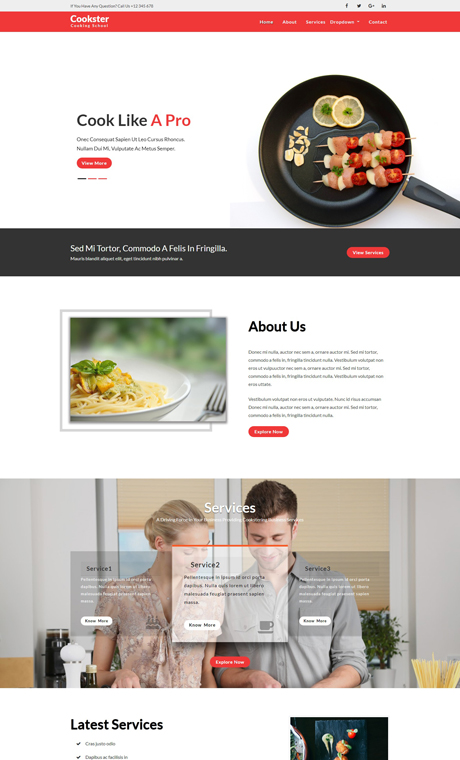 If You Have Any Question? Call Us +12 345 678
Cookster
Cooking School
Home About Services Dropdown Contact
Cook Like A Pro
Onec Consequat Sapien Ut Leo Cursus Rhoncus.
Nullam Dui Mi, Vulputate Ac Metus Semper.
View More
Sed Mi Tortor, Commodo A Felis In Fringilla.
Mauris blandit aliquet elit, eget tincidunt nibh pulvinar a.
View Services
About Us
Donec mi nulla, auctor nec sem a, ornare auctor mi. Sed mi tortor,
commodo a felis in, fringilla tincidunt nulla. Vestibulum volutpat non
eros ut vulpuuctor nec sem a, ornare auctor mi. Sed mi tortor,
commodo a felis in, fringilla tincidunt nulla. Vestibulum volutpat non
eros uttate.
Vestibulum volutpat non eros ut vulputate. Nunc id risus accumsan
Donec mi nulla, auctor nec sem a, ornare auctor mi. Sed mi tortor,
commodo a felis in, fringilla tincidunt nulla.
Explore Now
Services
Service1
Pellentesque in ipsum id orci porta
dapibus. Nulla quis lorem ut libero
malesuada feugiat praesent sapien
massa.
Know More
Service2
Pellentesque in ipsum id orci porta
dapibus. Nulla quis lorem ut libero
malesuada feugiat praesent sapien
massa.
Know More
Service3
Pellentesque in ipsum id orci porta
dapibus. Nulla quis lorem ut libero
malesuada feugiat praesent sapien
massa.
Know More
Explore Now
Latest Services
Cras justo odio
Dapibus ac facilisis in